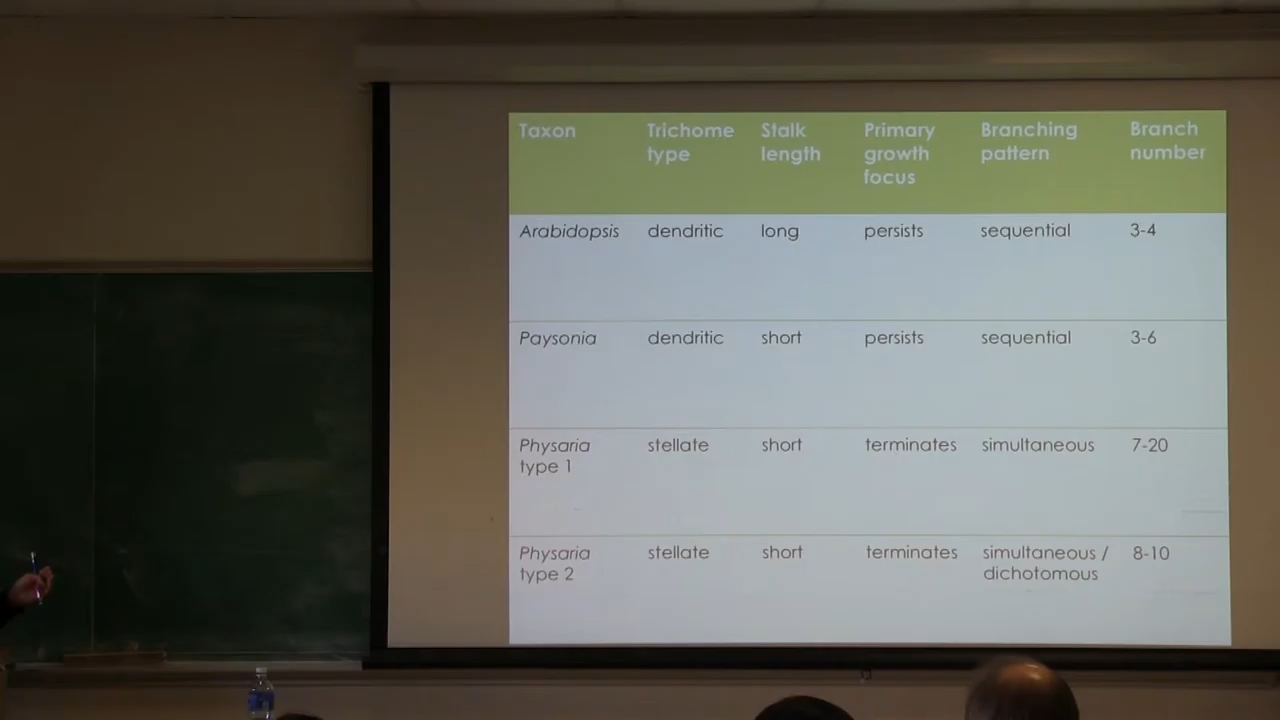 Taxon Trichome type Stalk length Primary growth focus Branching pattern Branch number
Arabidopsis dendritic long persists sequential 3-4
Paysonia dendritic short persists sequential 3-6
Physaria type 1 stellate short terminates simultaneous 7-20
Physaria type 2 stellate short terminates simultaneous / dichotomous 8-10